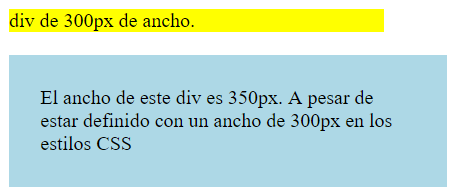 div de 300px de ancho.
El ancho de este div es 350px. A pesar de
estar definido con un ancho de 300px en los
estilos CSS